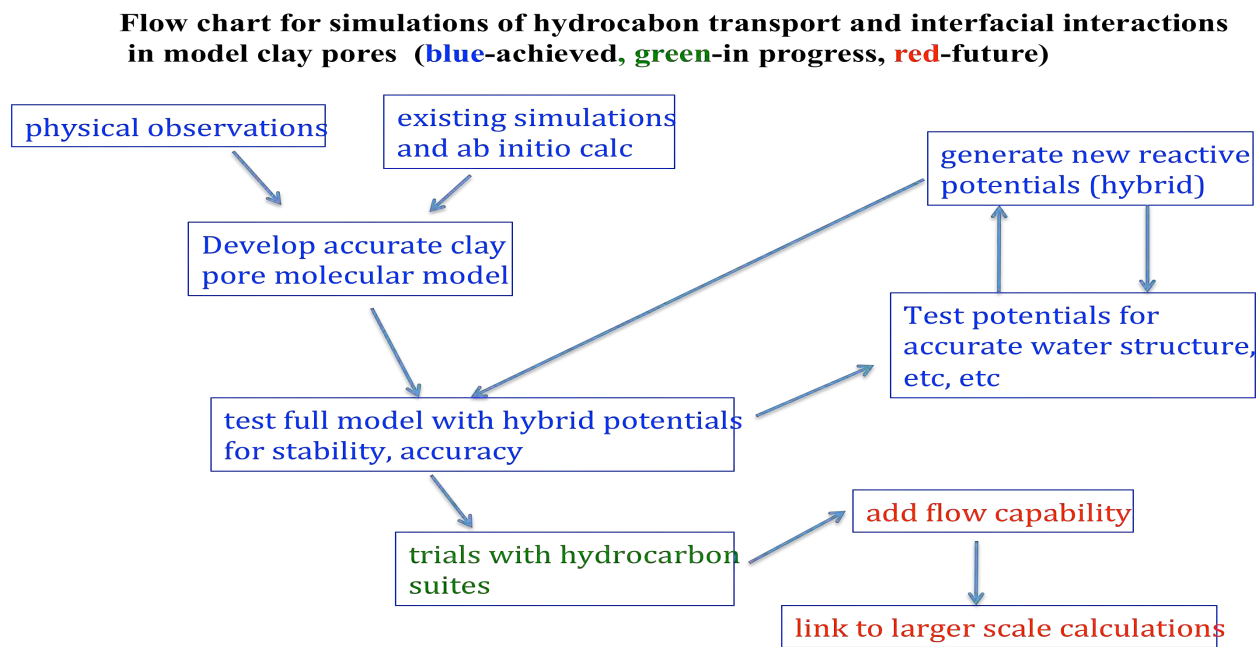 Flow chart for simulations of hydrocabon transport and interfacial interactions
in model clay pores (blue-achieved, green-in progress, red-future)
physical observations
existing simulations
and ab initio calc
generate new reactive
potentials (hybrid)
Develop accurate clay
pore molecular model
Test potentials for
accurate water structure,
etc, etc
test full model with hybrid potentials
for stability, accuracy
add flow capability
trials with hydrocarbon
suites
link to larger scale calculations